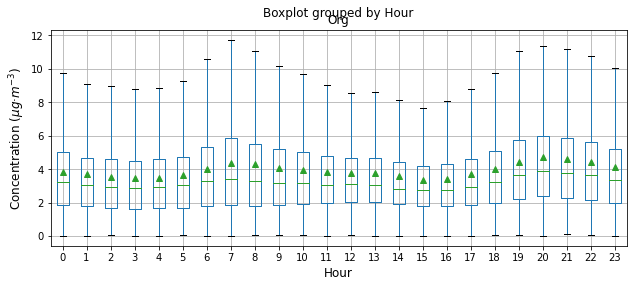 Boxplot grouped by Hour
Org
Concentration (μg·m⁻³)
12
10
8
6
4
2
0
0 1 2 3 4 5 6 7 8 9 10 11 12 13 14 15 16 17 18 19 20 21 22 23
Hour